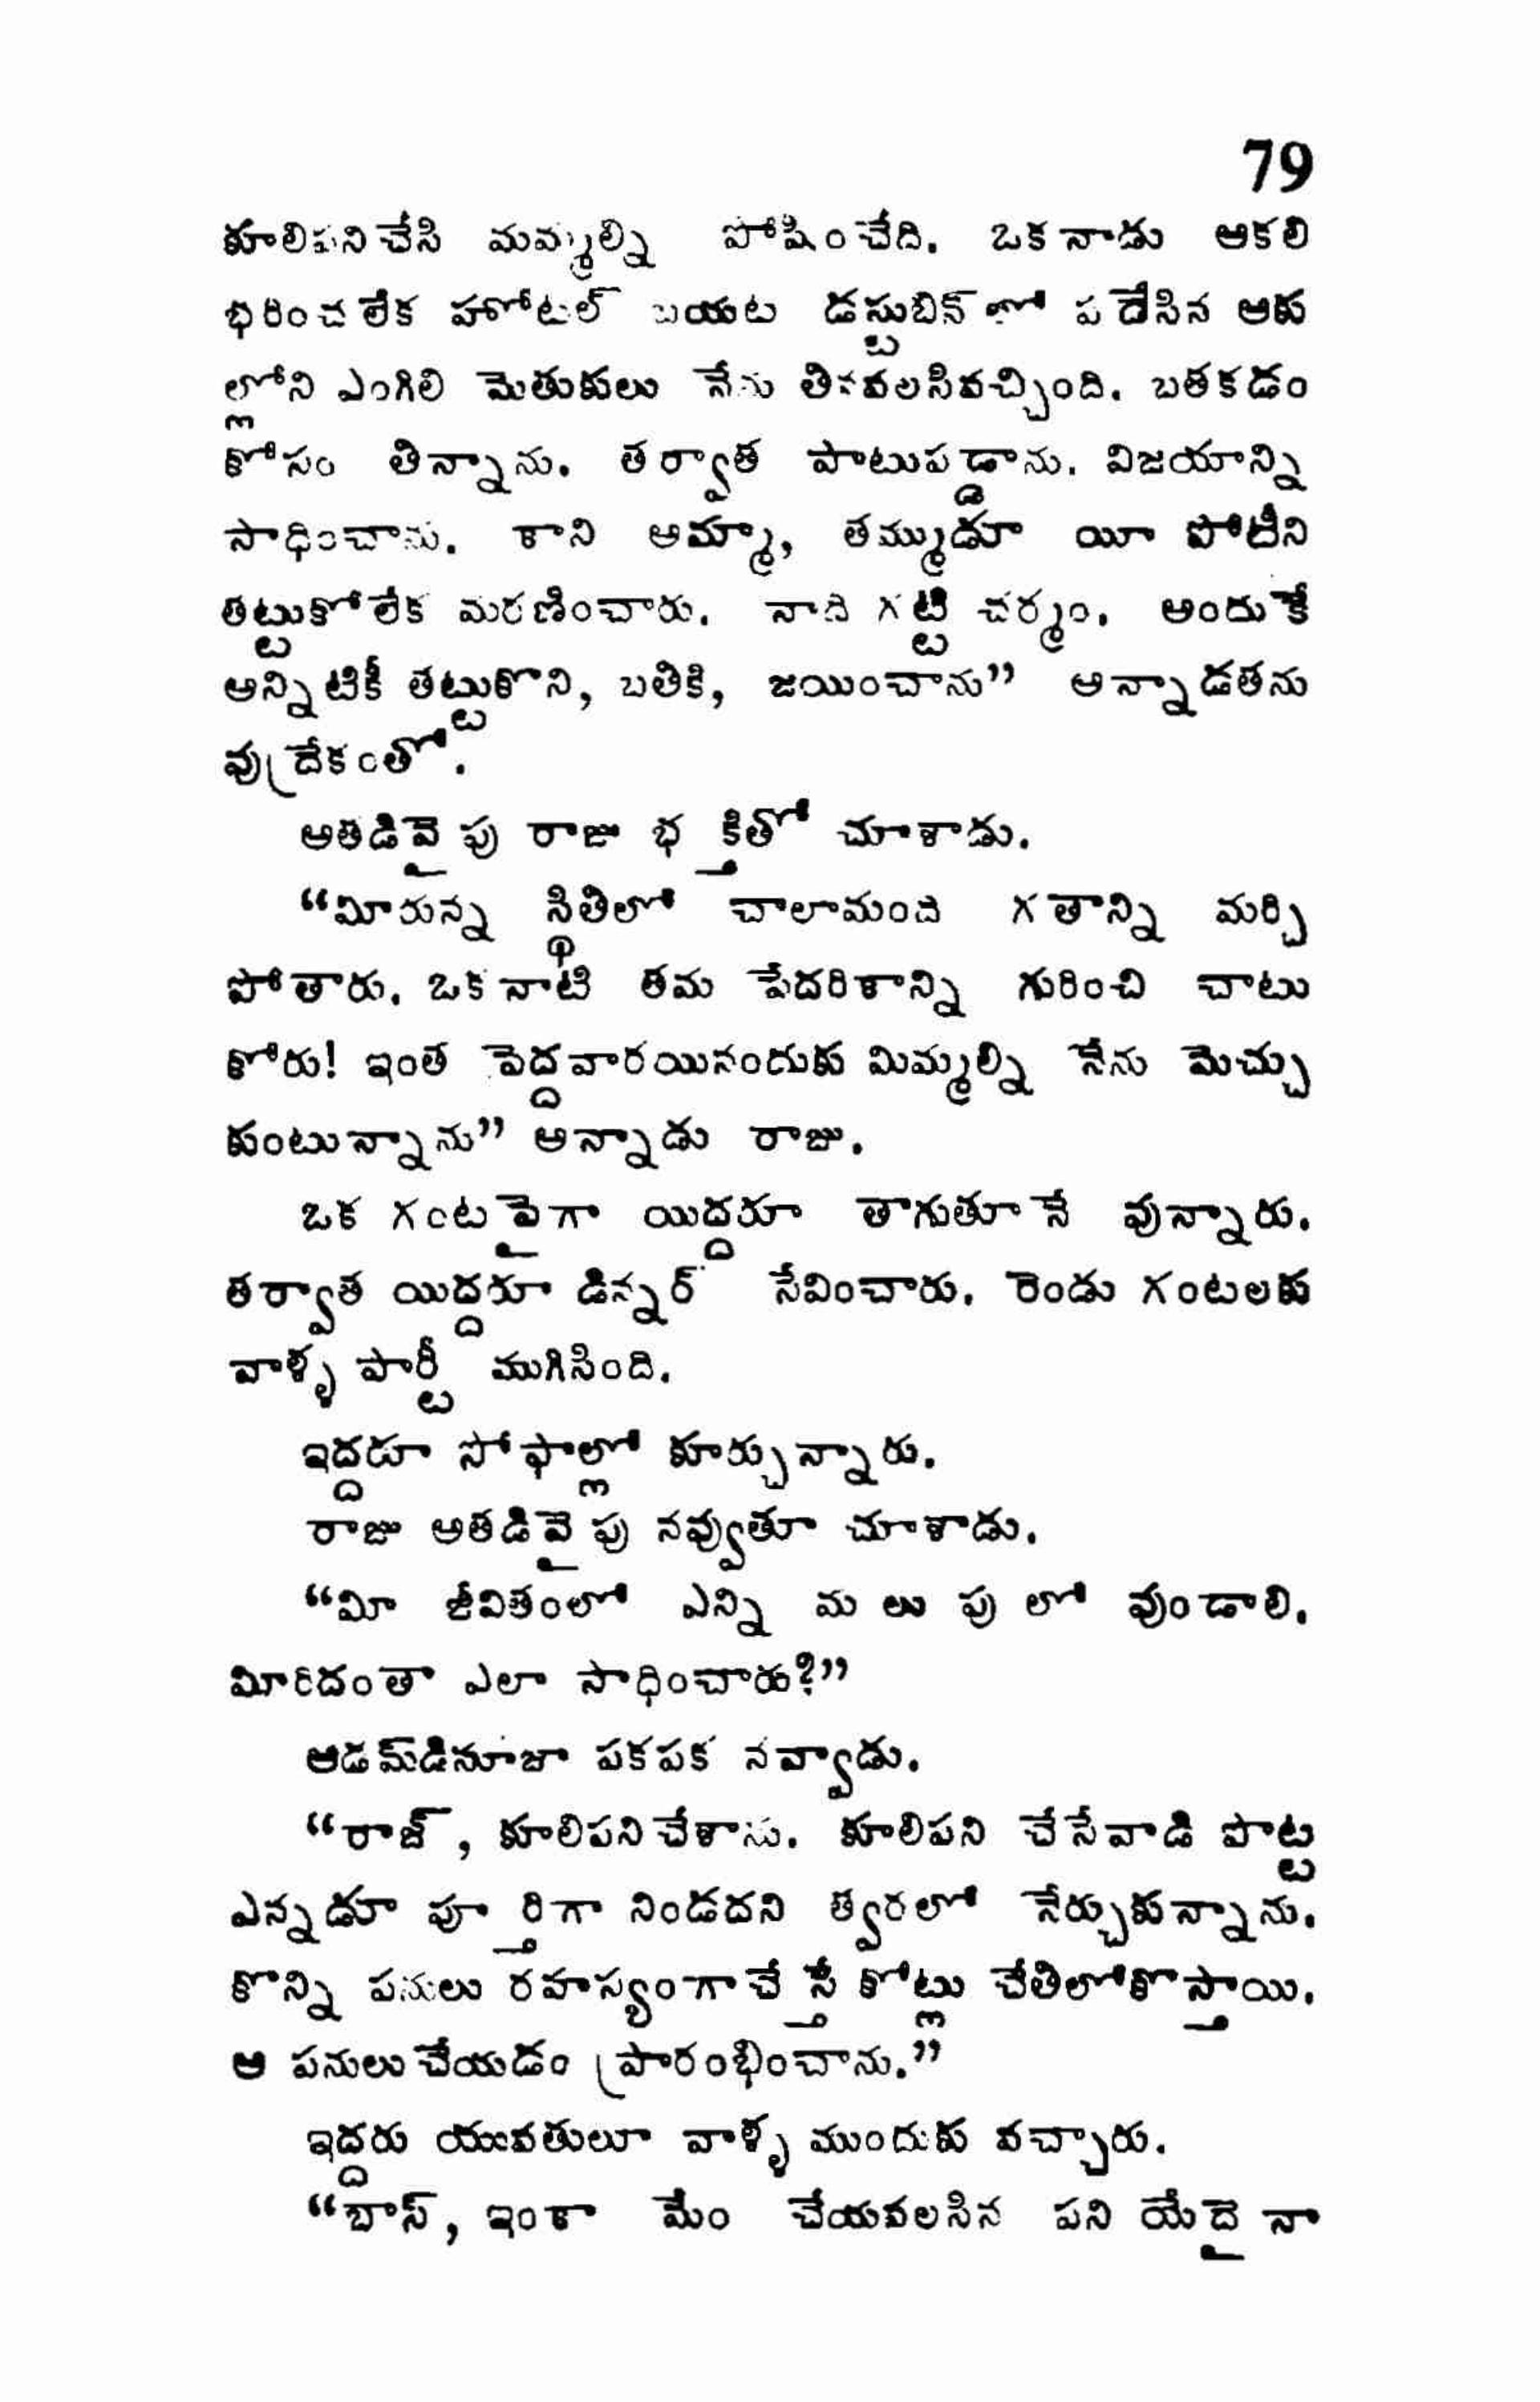 79
కూలిపనిచేసి మమ్మల్ని పోషించేది. ఒకనాడు ఆకలి
భరించలేక హోటల్ బయట డస్టుబిన్‌లో పడేసిన ఆకు
ల్లోని ఎంగిలి మెతుకులు నేను తినవలసివచ్చింది. బతకడం
కోసం తిన్నాను. తర్వాత పాటుపడ్డాను. విజయాన్ని
సాధించాను. కాని అమ్మా, తమ్ముడూ యీ పోటీని
తట్టుకోలేక మరణించారు. నాది గట్టి చర్మం. అందుకే
అన్నిటికీ తట్టుకొని, బతికి, జయించాను” అన్నాడతను
వుద్రేకంతో.
అతడివైపు రాజు భక్తితో చూశాడు.
“మీరున్న స్థితిలో చాలామంది గతాన్ని మర్చి
పోతారు. ఒకనాటి తమ పేదరికాన్ని గురించి చాటు
కోరు! ఇంత పెద్దవారయినందుకు మిమ్మల్ని నేను మెచ్చు
కుంటున్నాను” అన్నాడు రాజు.
ఒక గంటపైగా యిద్దరూ తాగుతూనే వున్నారు.
తర్వాత యిద్దరూ డిన్నర్ సేవించారు. రెండు గంటలకు
వాళ్ళ పార్టీ ముగిసింది.
ఇద్దడూ సోఫాల్లో కూర్చున్నారు.
రాజు అతడివైపు నవ్వుతూ చూశాడు.
“మీ జీవితంలో ఎన్ని మలుపులో వుండాలి.
మీరిదంతా ఎలా సాధించారు?”
ఆడమ్‌డినూజా పకపక నవ్వాడు.
“రాజ్, కూలిపనిచేశాను. కూలిపని చేసేవాడి పొట్ట
ఎన్నడూ పూర్తిగా నిండదని త్వరలో నేర్చుకున్నాను.
కొన్ని పనులు రహస్యంగాచేస్తే కోట్లు చేతిలోకొస్తాయి.
ఆ పనులుచేయడం ప్రారంభించాను.”
ఇద్దరు యువతులూ వాళ్ళ ముందుకు వచ్చారు.
“బాస్, ఇంకా మేం చేయవలసిన పని యేదైనా